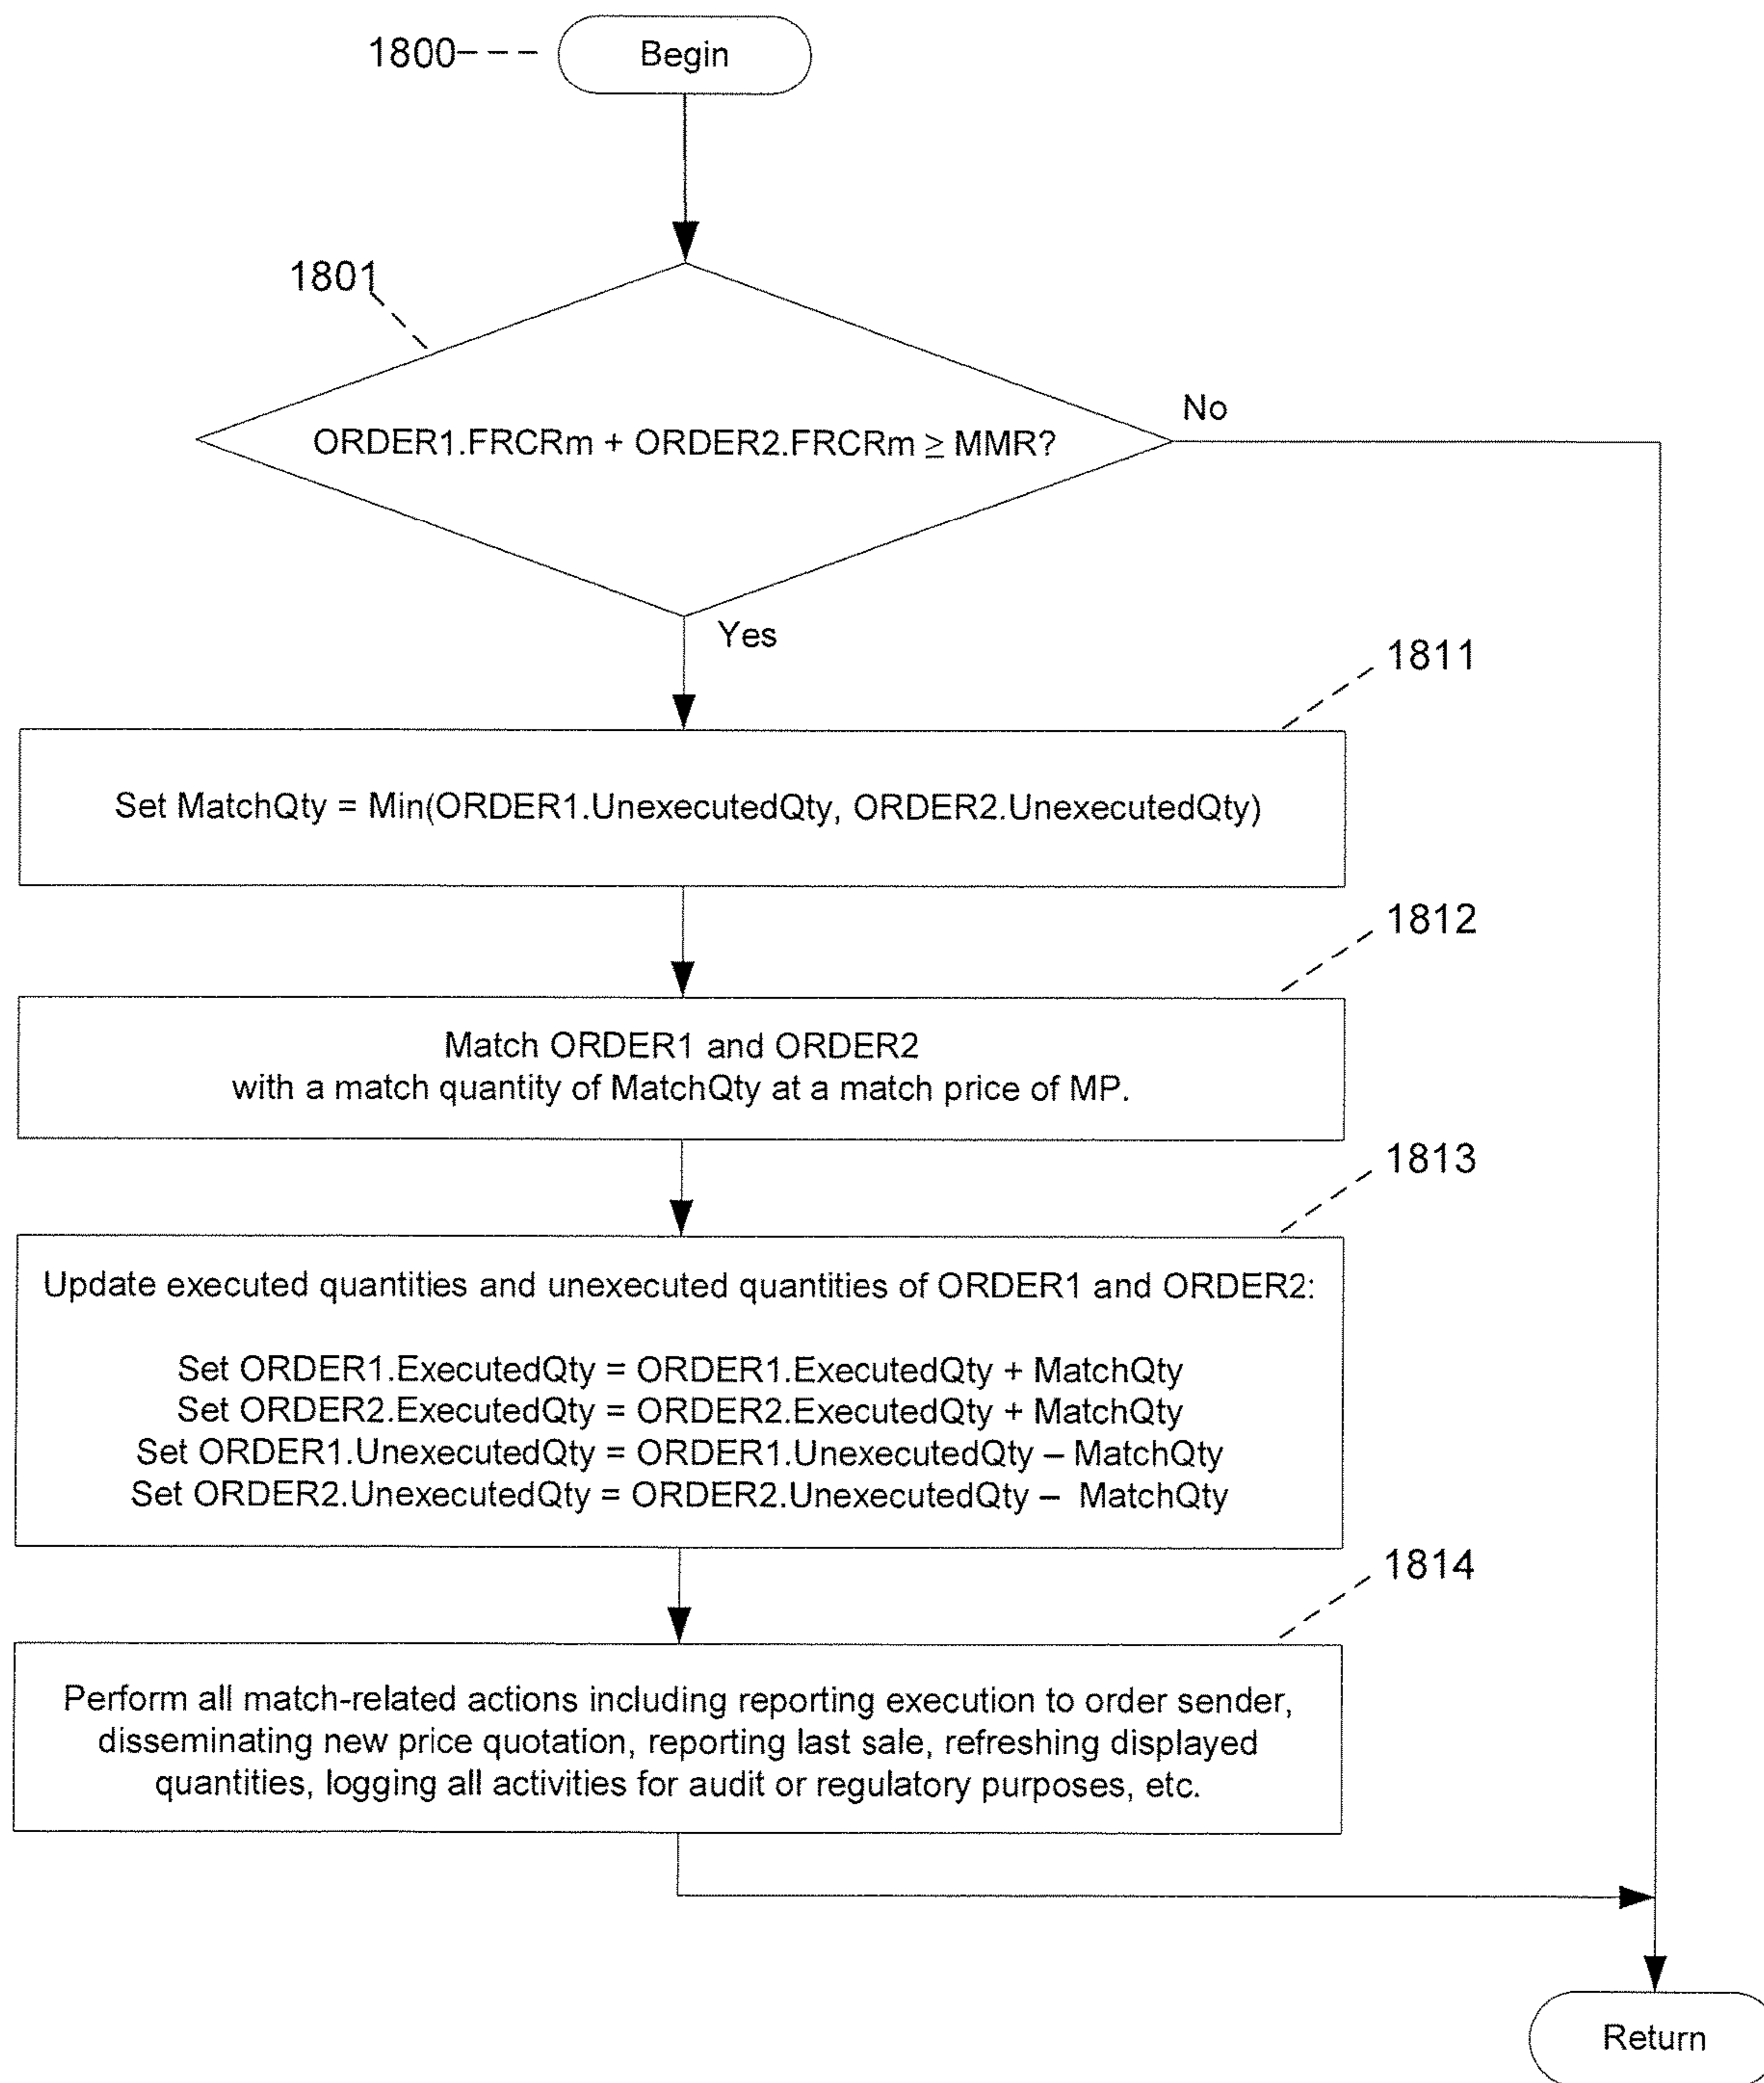 1800
Begin
1801
No
ORDER1.FRCRm + ORDER2.FRCRm ≥ MMR?
Yes
1811
Set MatchQty = Min(ORDER1.UnexecutedQty, ORDER2.UnexecutedQty)
1812
Match ORDER1 and ORDER2
with a match quantity of MatchQty at a match price of MP.
1813
Update executed quantities and unexecuted quantities of ORDER1 and ORDER2:
Set ORDER1.ExecutedQty = ORDER1.ExecutedQty + MatchQty
Set ORDER2.ExecutedQty = ORDER2.ExecutedQty + MatchQty
Set ORDER1.UnexecutedQty = ORDER1.UnexecutedQty – MatchQty
Set ORDER2.UnexecutedQty = ORDER2.UnexecutedQty – MatchQty
1814
Perform all match-related actions including reporting execution to order sender,
disseminating new price quotation, reporting last sale, refreshing displayed
quantities, logging all activities for audit or regulatory purposes, etc.
Return